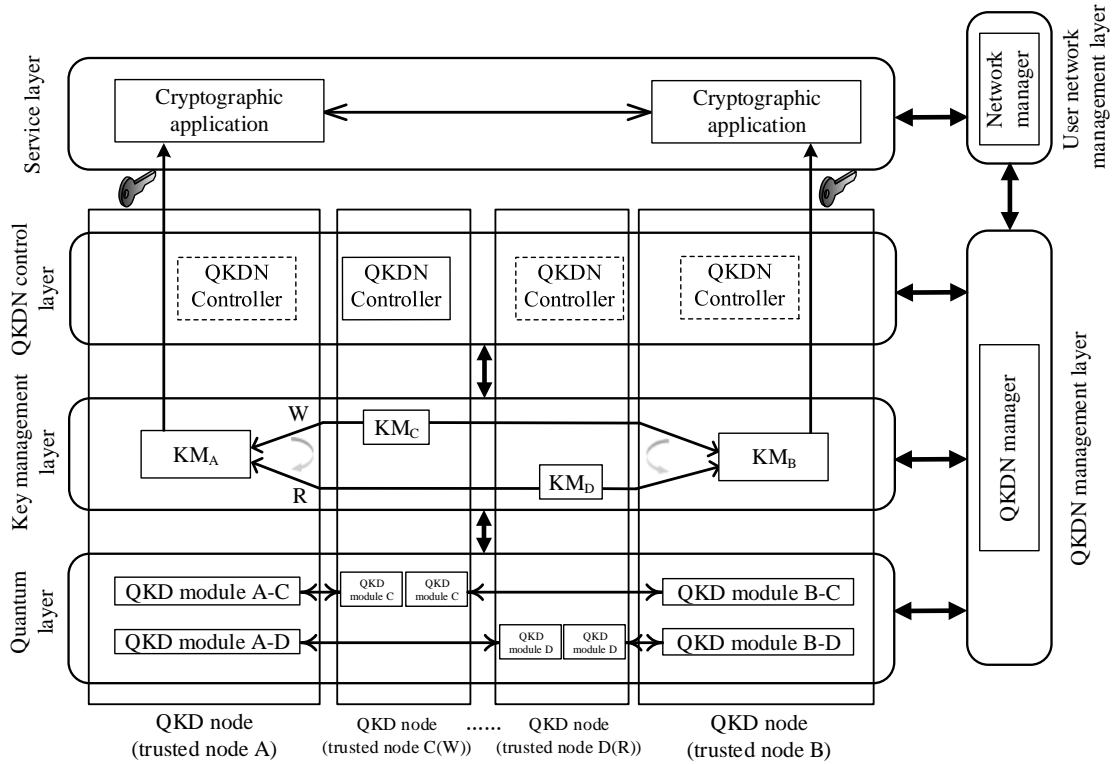 Service layer
Cryptographic
application
Cryptographic
application
Network
manager
User network
management layer
QKDN control
layer
QKDN
Controller
QKDN
Controller
QKDN
Controller
QKDN
Controller
Key management
layer
W
R
KMA
KMC
KMD
KMB
QKDN manager
QKDN management layer
Quantum
layer
QKD module A-C
QKD
module C
QKD
module C
QKD module B-C
QKD module A-D
QKD
module D
QKD
module D
QKD module B-D
QKD node
(trusted node A)
QKD node
(trusted node C(W))
......
QKD node
(trusted node D(R))
QKD node
(trusted node B)